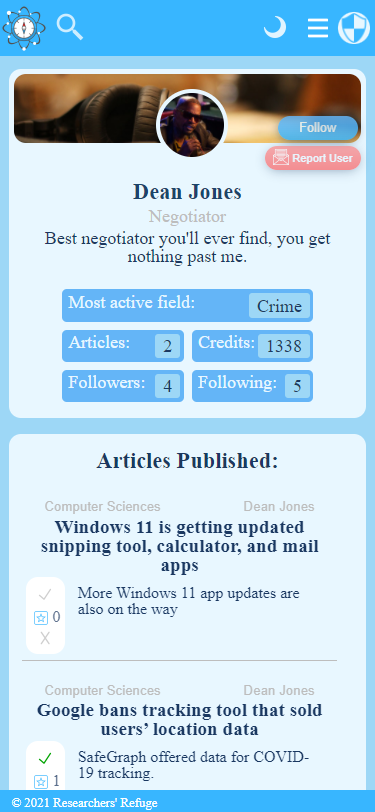 Follow
Report User
Dean Jones
Negotiator
Best negotiator you'll ever find, you get
nothing past me.
Most active field: Crime
Articles: 2 Credits: 1338
Followers: 4 Following: 5
Articles Published:
Computer Sciences Dean Jones
Windows 11 is getting updated
snipping tool, calculator, and mail
apps
More Windows 11 app updates are
also on the way
0
Computer Sciences Dean Jones
Google bans tracking tool that sold
users’ location data
SafeGraph offered data for COVID-
19 tracking.
1
© 2021 Researchers' Refuge